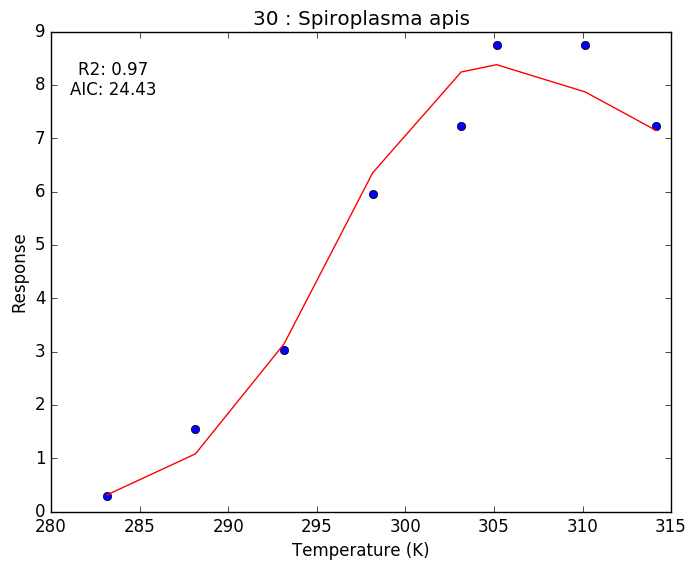 30 : Spiroplasma apis
R2: 0.97
AIC: 24.43
9
8
7
6
5
4
3
2
1
0
Response
280 285 290 295 300 305 310 315
Temperature (K)